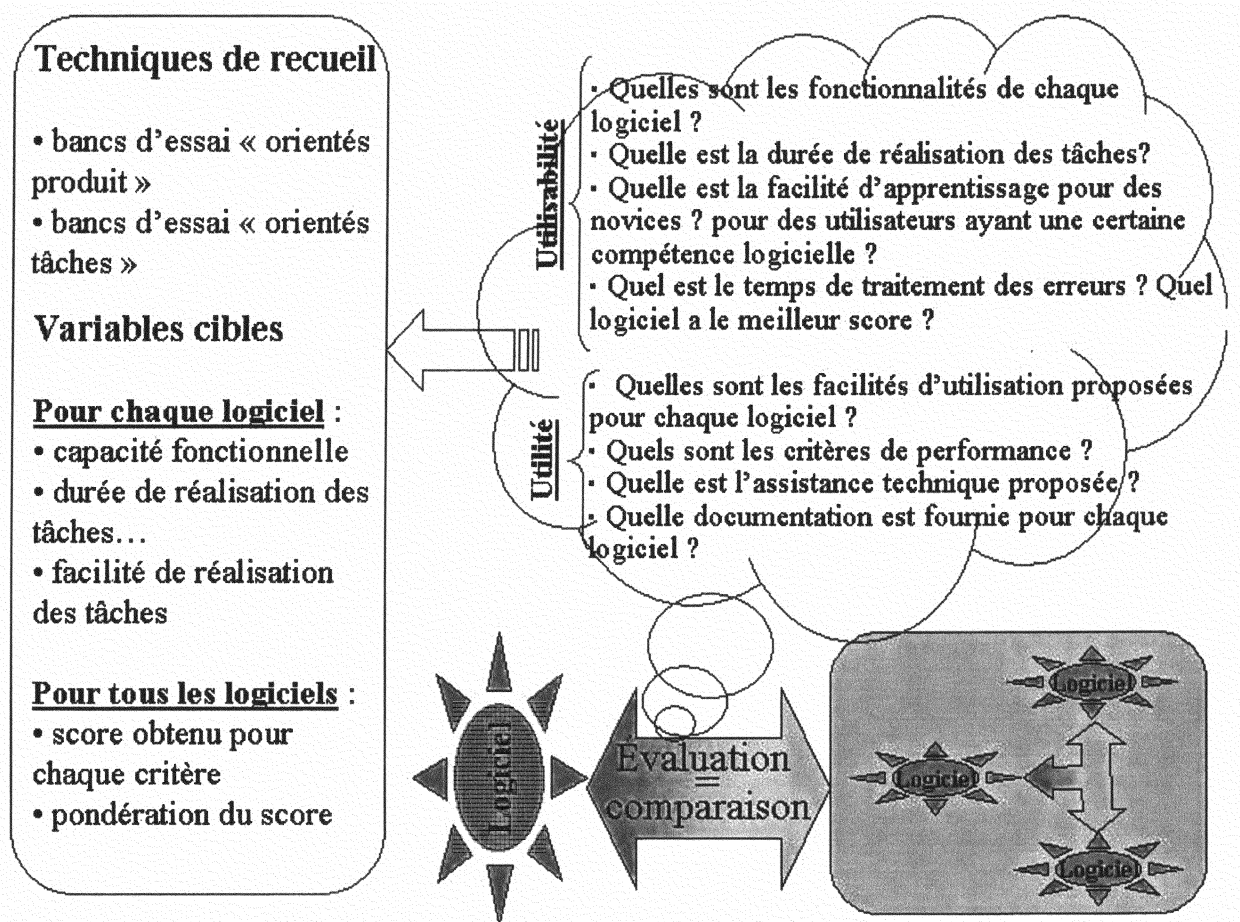 Techniques de recueil
• bancs d'essai « orientés
produit »
• bancs d'essai « orientés
tâches »
Variables cibles
Pour chaque logiciel :
• capacité fonctionnelle
• durée de réalisation des
tâches…
• facilité de réalisation
des tâches
Pour tous les logiciels :
• score obtenu pour
chaque critère
• pondération du score
Utilisabilité
· Quelles sont les fonctionnalités de chaque
logiciel ?
· Quelle est la durée de réalisation des tâches?
· Quelle est la facilité d'apprentissage pour des
novices ? pour des utilisateurs ayant une certaine
compétence logicielle ?
· Quel est le temps de traitement des erreurs ? Quel
logiciel a le meilleur score ?
Utilité
· Quelles sont les facilités d'utilisation proposées
pour chaque logiciel ?
· Quels sont les critères de performance ?
· Quelle est l'assistance technique proposée ?
· Quelle documentation est fournie pour chaque
logiciel ?
Logiciel
Évaluation
=
comparaison
Logiciel
Logiciel
Logiciel